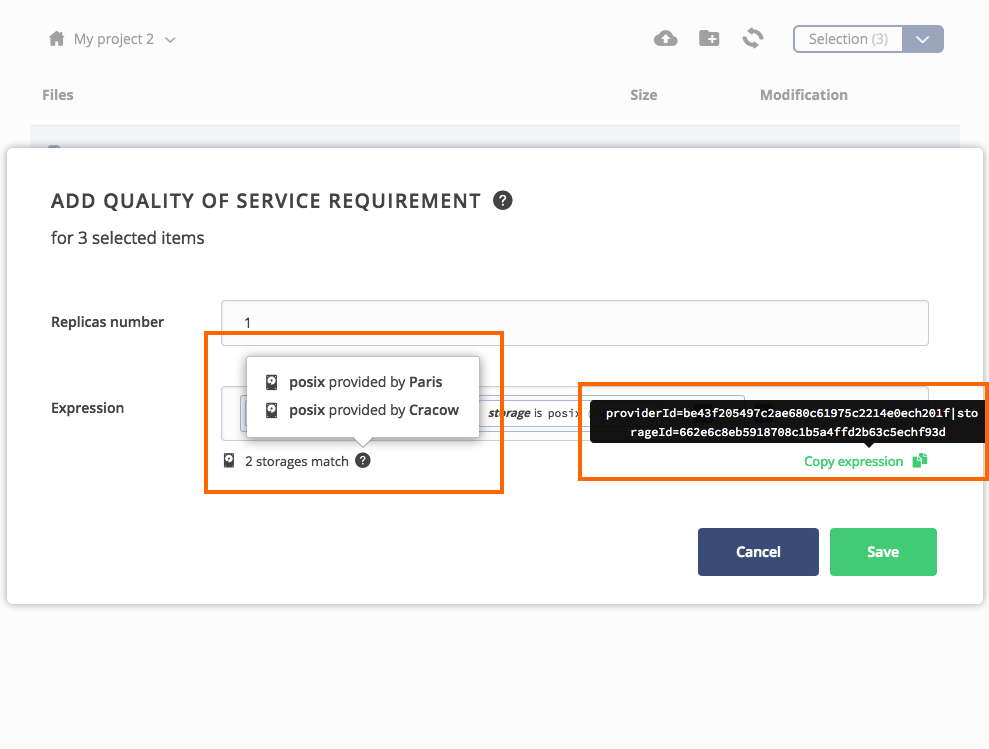 My project 2
Selection (3)
Files Size Modification
ADD QUALITY OF SERVICE REQUIREMENT ?
for 3 selected items
Replicas number 1
posix provided by Paris
posix provided by Cracow
Expression storage is posix
providerId=be43f205497c2ae680c61975c2214e0ech201f|sto
rageId=662e6c8eb5918708c1b5a4ffd2b63c5echf93d
2 storages match ?
Copy expression
Cancel Save